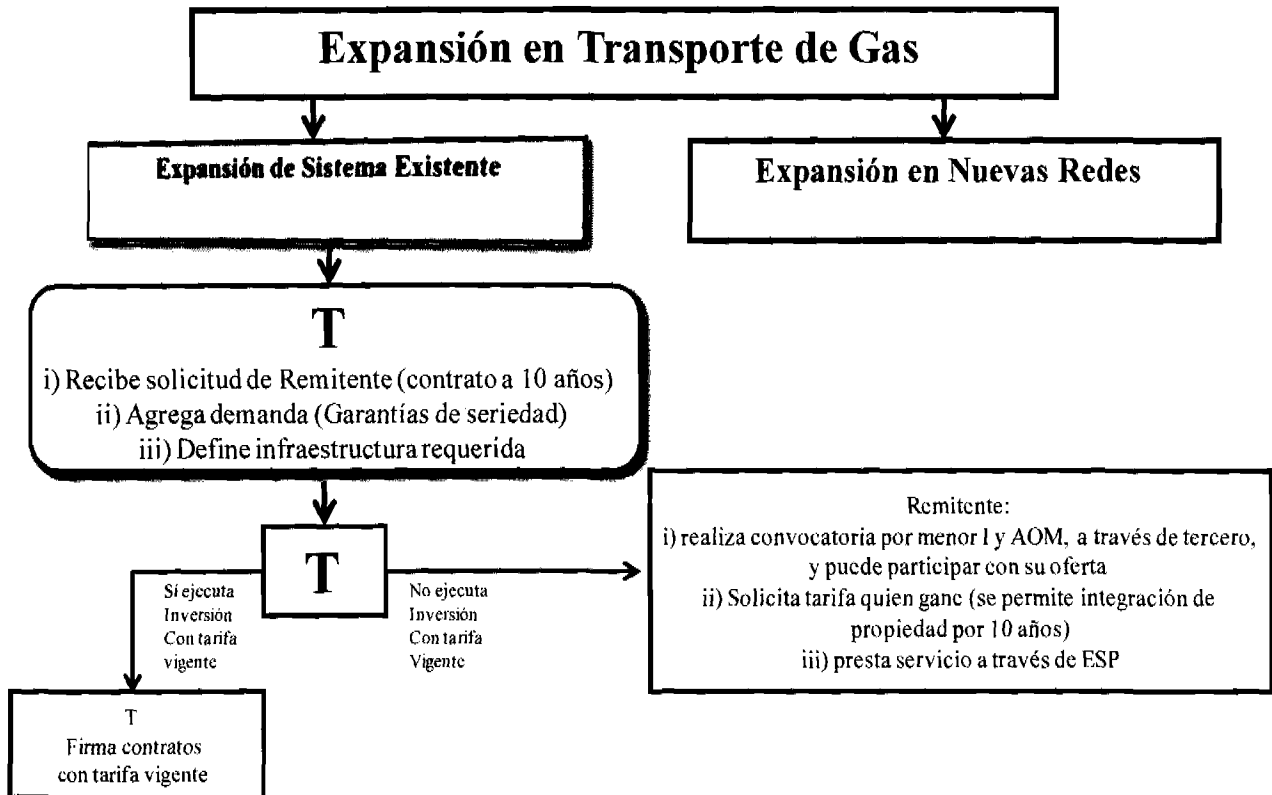 Expansión en Transporte de Gas
Expansión de Sistema Existente
Expansión en Nuevas Redes
T
i) Recibe solicitud de Remitente (contrato a 10 años)
ii) Agrega demanda (Garantías de seriedad)
iii) Define infraestructura requerida
T
Sí ejecuta
Inversión
Con tarifa
vigente
No ejecuta
Inversión
Con tarifa
Vigente
Remitente:
i) realiza convocatoria por menor I y AOM, a través de tercero,
y puede participar con su oferta
ii) Solicita tarifa quien gane (se permite integración de
propiedad por 10 años)
iii) presta servicio a través de ESP
T
Firma contratos
con tarifa vigente